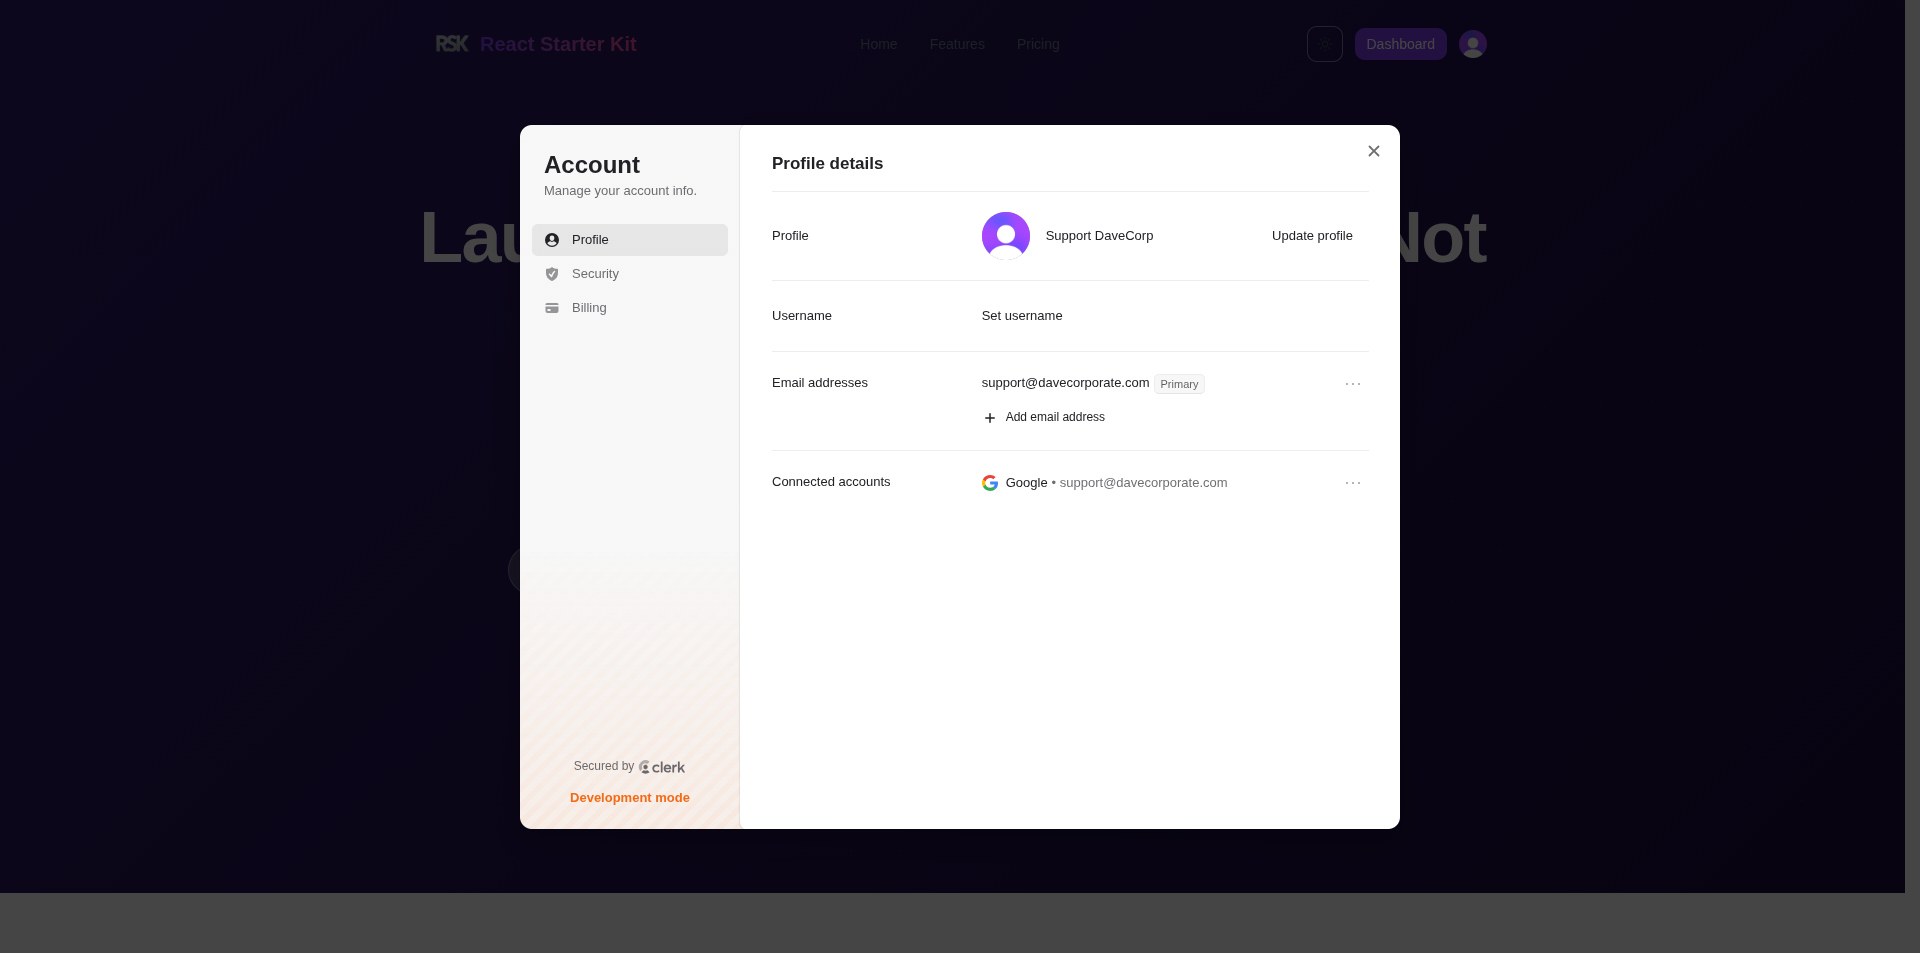 RSK React Starter Kit
Home Features Pricing
Dashboard
Account
Manage your account info.
Profile
Security
Billing
Secured by clerk
Development mode
Profile details
Profile Support DaveCorp Update profile
Username Set username
Email addresses support@davecorporate.com Primary
Add email address
Connected accounts Google • support@davecorporate.com